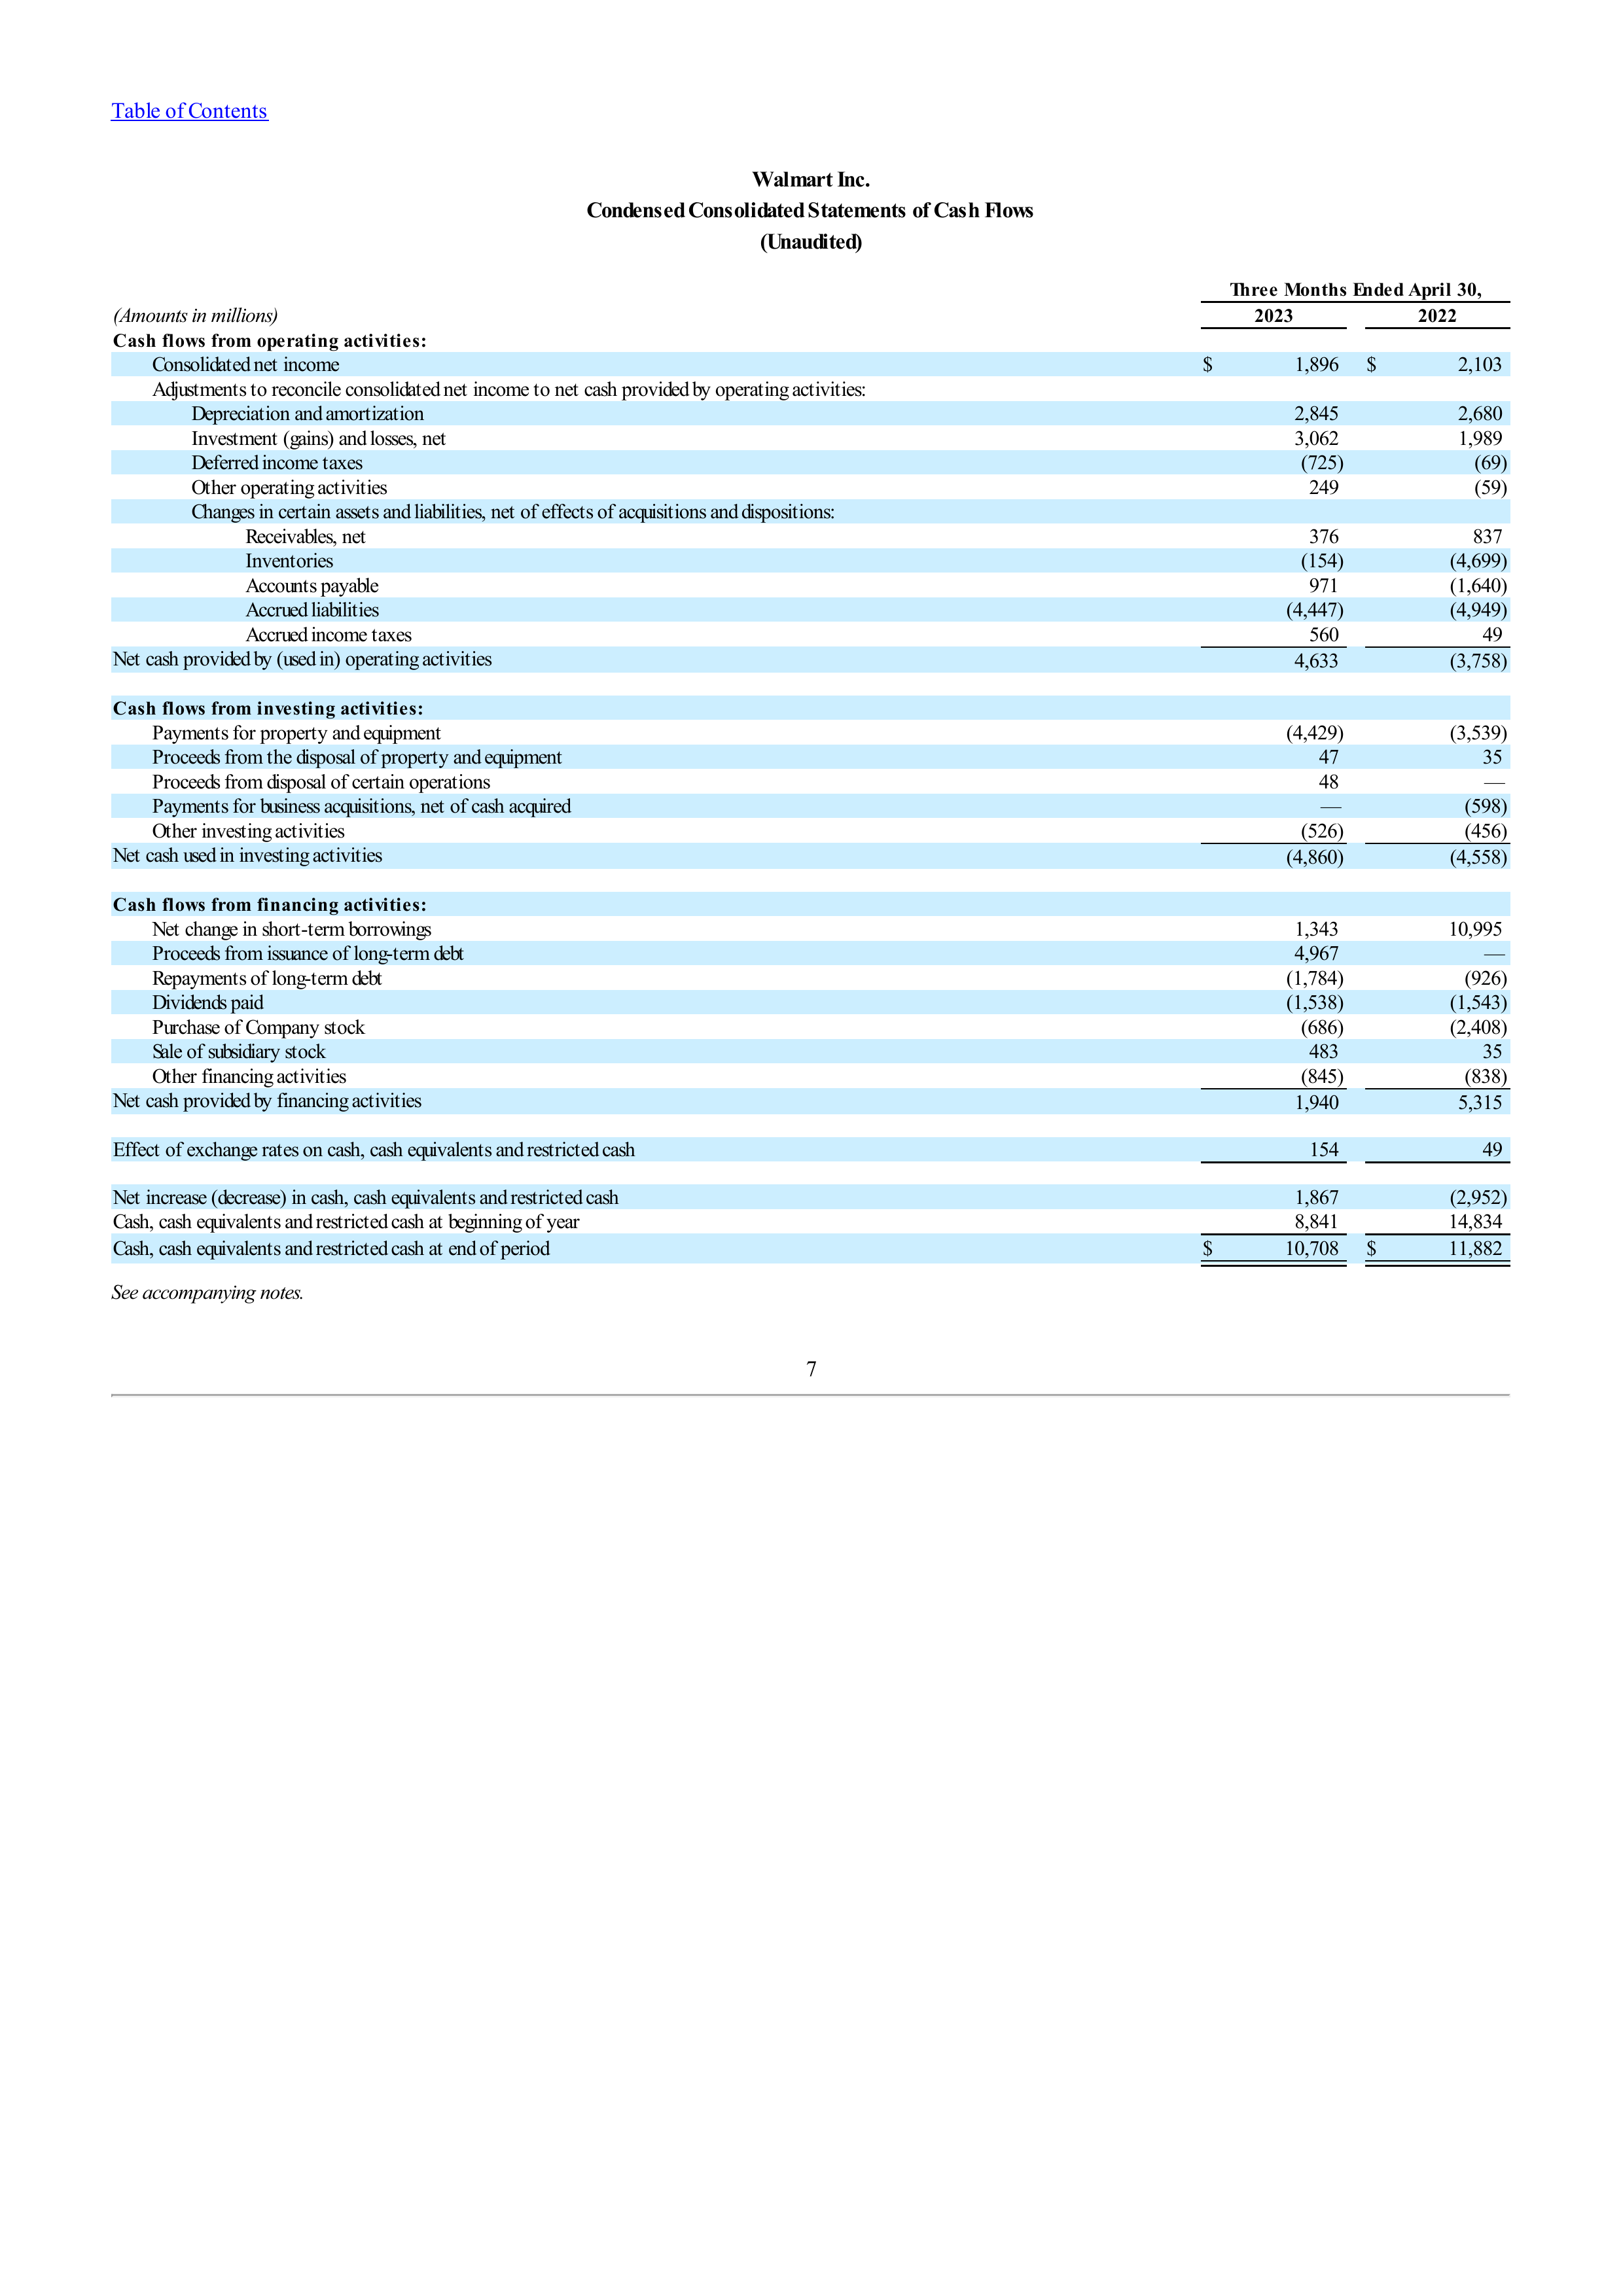 Table of Contents
Walmart Inc.
Condensed Consolidated Statements of Cash Flows
(Unaudited)
Three Months Ended April 30,
(Amounts in millions) 2023 2022
Cash flows from operating activities:
Consolidated net income $ 1,896 $ 2,103
Adjustments to reconcile consolidated net income to net cash provided by operating activities:
Depreciation and amortization 2,845 2,680
Investment (gains) and losses, net 3,062 1,989
Deferred income taxes (725) (69)
Other operating activities 249 (59)
Changes in certain assets and liabilities, net of effects of acquisitions and dispositions:
Receivables, net 376 837
Inventories (154) (4,699)
Accounts payable 971 (1,640)
Accrued liabilities (4,447) (4,949)
Accrued income taxes 560 49
Net cash provided by (used in) operating activities 4,633 (3,758)
Cash flows from investing activities:
Payments for property and equipment (4,429) (3,539)
Proceeds from the disposal of property and equipment 47 35
Proceeds from disposal of certain operations 48 —
Payments for business acquisitions, net of cash acquired — (598)
Other investing activities (526) (456)
Net cash used in investing activities (4,860) (4,558)
Cash flows from financing activities:
Net change in short-term borrowings 1,343 10,995
Proceeds from issuance of long-term debt 4,967 —
Repayments of long-term debt (1,784) (926)
Dividends paid (1,538) (1,543)
Purchase of Company stock (686) (2,408)
Sale of subsidiary stock 483 35
Other financing activities (845) (838)
Net cash provided by financing activities 1,940 5,315
Effect of exchange rates on cash, cash equivalents and restricted cash 154 49
Net increase (decrease) in cash, cash equivalents and restricted cash 1,867 (2,952)
Cash, cash equivalents and restricted cash at beginning of year 8,841 14,834
Cash, cash equivalents and restricted cash at end of period $ 10,708 $ 11,882
See accompanying notes.
7